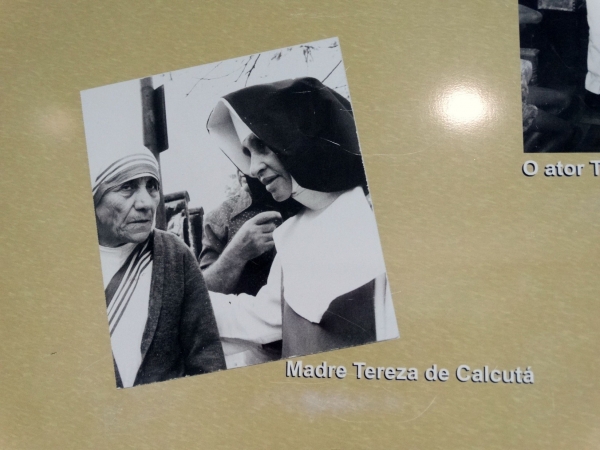 O ator T
Madre Tereza de Calcutá